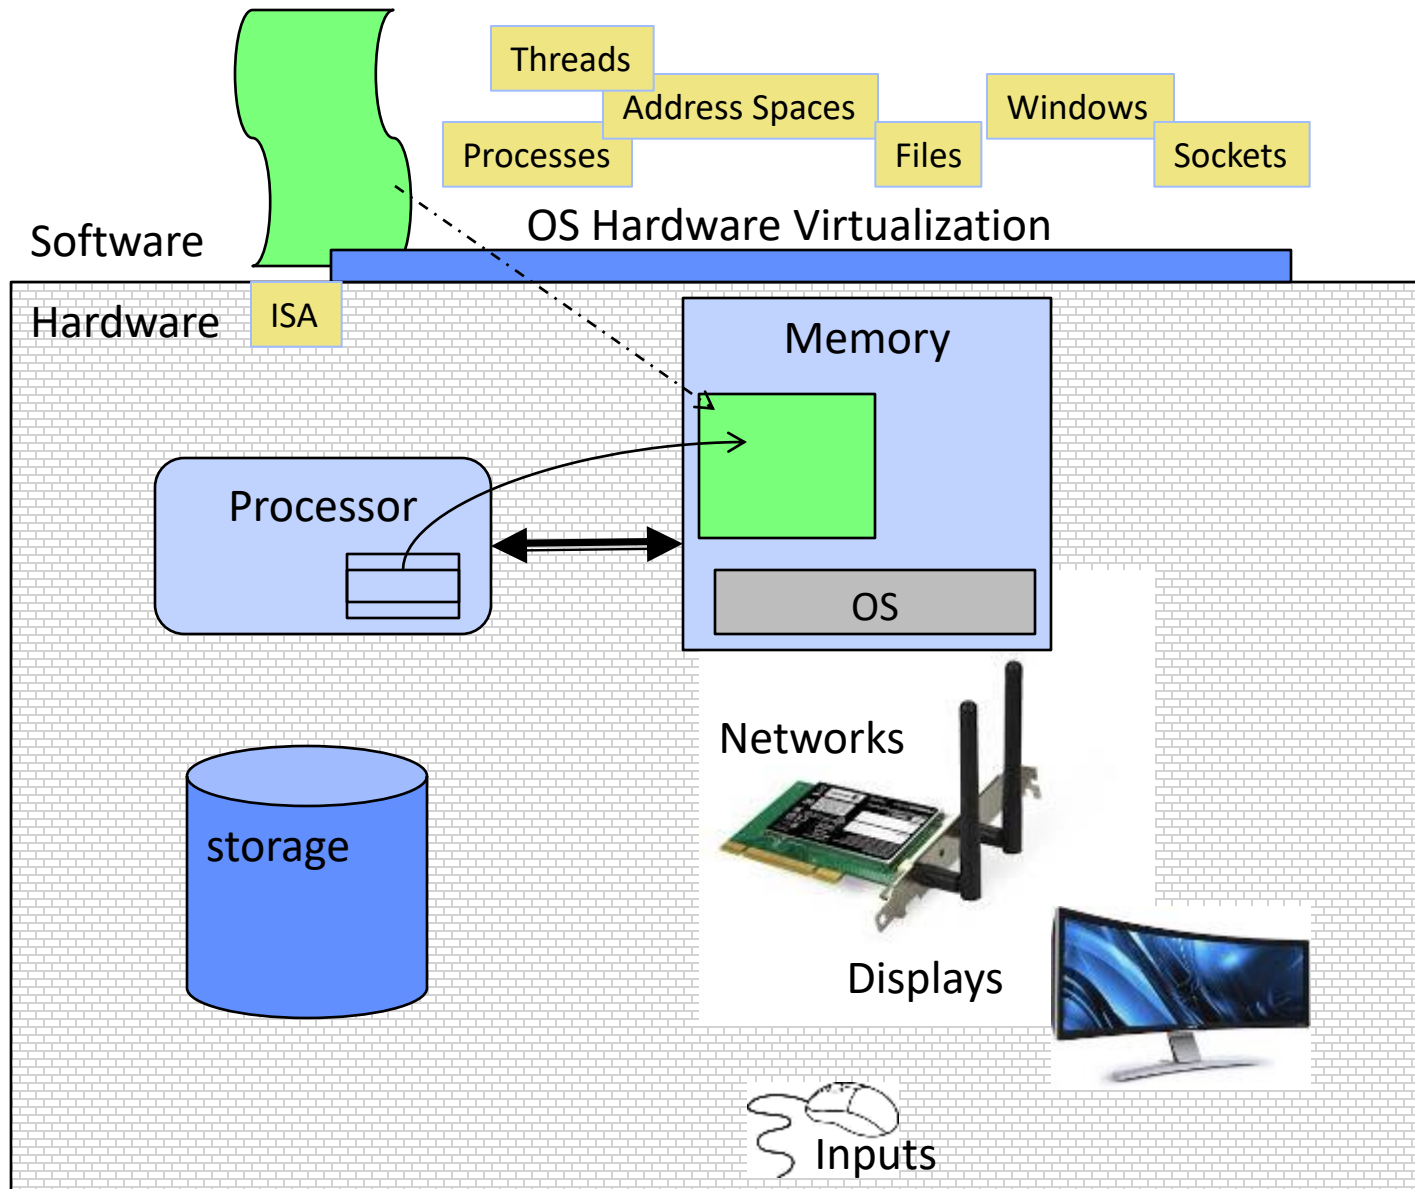 Threads
Address Spaces
Windows
Processes
Files
Sockets
OS Hardware Virtualization
Software
Hardware
ISA
Memory
Processor
OS
Networks
storage
Displays
Inputs